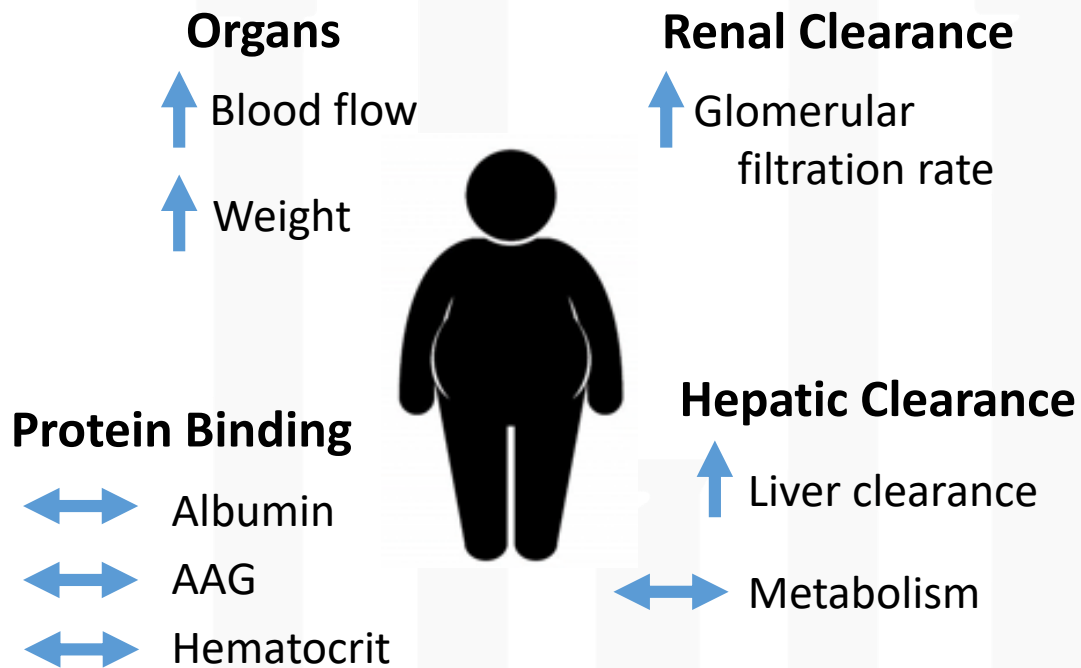 Organs
Blood flow
Weight
Renal Clearance
Glomerular
filtration rate
Protein Binding
Albumin
AAG
Hematocrit
Hepatic Clearance
Liver clearance
Metabolism